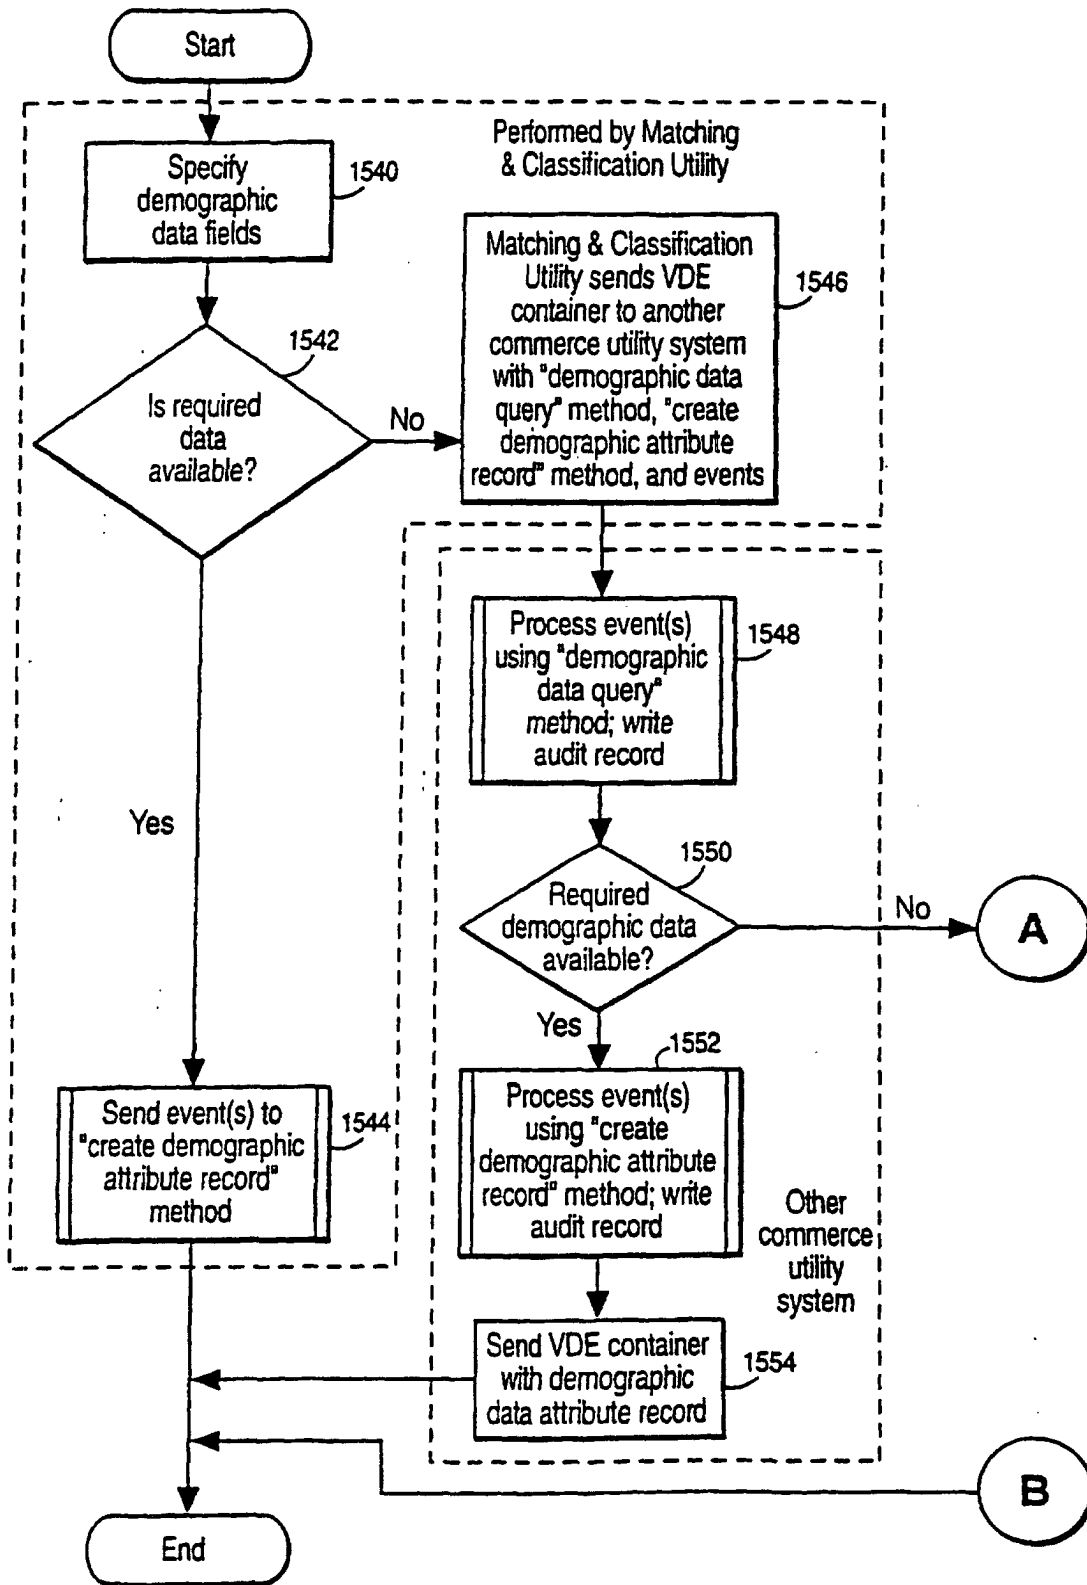 Start
Performed by Matching
& Classification Utility
Specify
demographic
data fields
1540
Matching & Classification
Utility sends VDE
container to another
commerce utility system
with "demographic data
query" method, "create
demographic attribute
record" method, and events
1546
1542
Is required
data
available?
No
Process event(s)
using "demographic
data query"
method; write
audit record
1548
Yes
1550
Required
demographic data
available?
No
A
Yes
1552
Process event(s)
using "create
demographic attribute
record" method; write
audit record
Send event(s) to
"create demographic
attribute record"
method
1544
Other
commerce
utility
system
Send VDE container
with demographic
data attribute record
1554
B
End